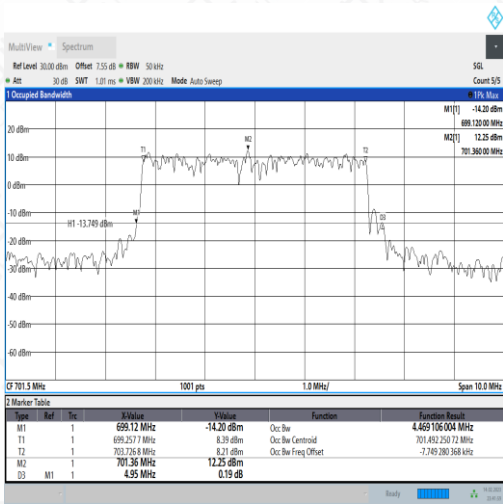 MultiView Spectrum
Ref Level 30.00 dBm Offset 7.55 dB RBW 50 kHz SGL
Att 30 dB SWT 1.01 ms VBW 200 kHz Mode Auto Sweep Count 5/5
1 Occupied Bandwidth 1Pk Max
M1[1] -14.20 dBm
699.120 00 MHz
M2[1] 12.25 dBm
701.360 00 MHz
20 dBm
M2
T1 T2
10 dBm
0 dBm
-10 dBm
M1 D3
H1 -13.749 dBm
-20 dBm
-30 dBm
-40 dBm
-50 dBm
-60 dBm
CF 701.5 MHz 1001 pts 1.0 MHz/ Span 10.0 MHz
2 Marker Table
Type Ref Trc X-Value Y-Value Function Function Result
M1 1 699.12 MHz -14.20 dBm Occ Bw 4.469 106 004 MHz
T1 1 699.257 7 MHz 8.39 dBm Occ Bw Centroid 701.492 250 72 MHz
T2 1 703.726 8 MHz 8.21 dBm Occ Bw Freq Offset -7.749 280 368 kHz
M2 1 701.36 MHz 12.25 dBm
D3 M1 1 4.95 MHz 0.19 dB
Ready